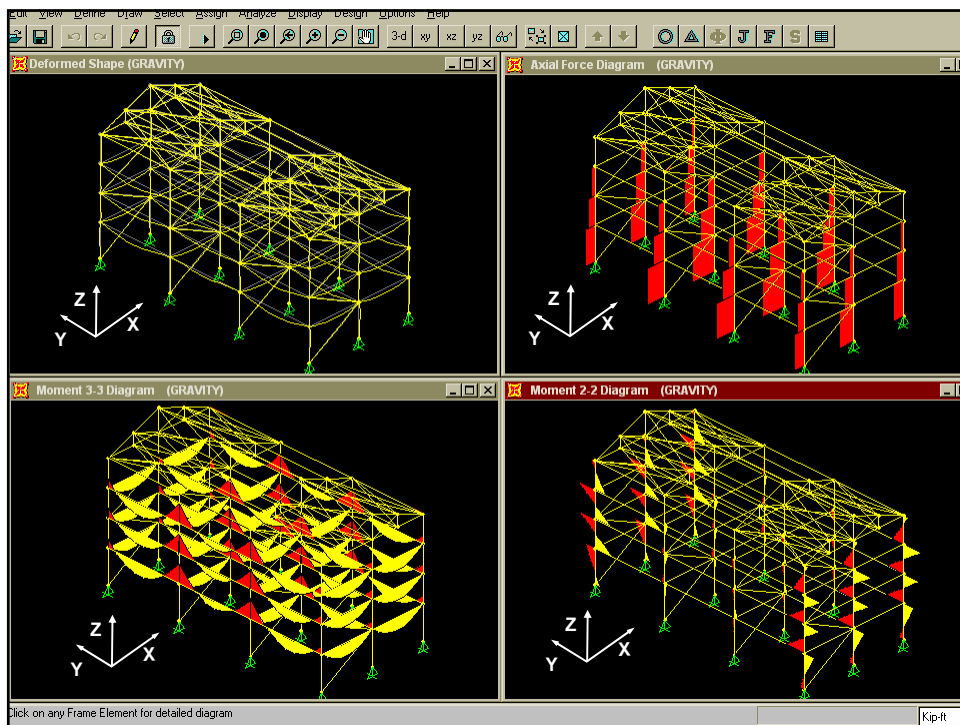 Edit View Define Draw Select Assign Analyze Display Design Options Help
3-d xy xz yz J F S
Deformed Shape (GRAVITY)
Axial Force Diagram (GRAVITY)
Z
Y
X
Z
Y
X
Moment 3-3 Diagram (GRAVITY)
Moment 2-2 Diagram (GRAVITY)
Z
Y
X
Z
Y
X
Click on any Frame Element for detailed diagram
Kip-ft